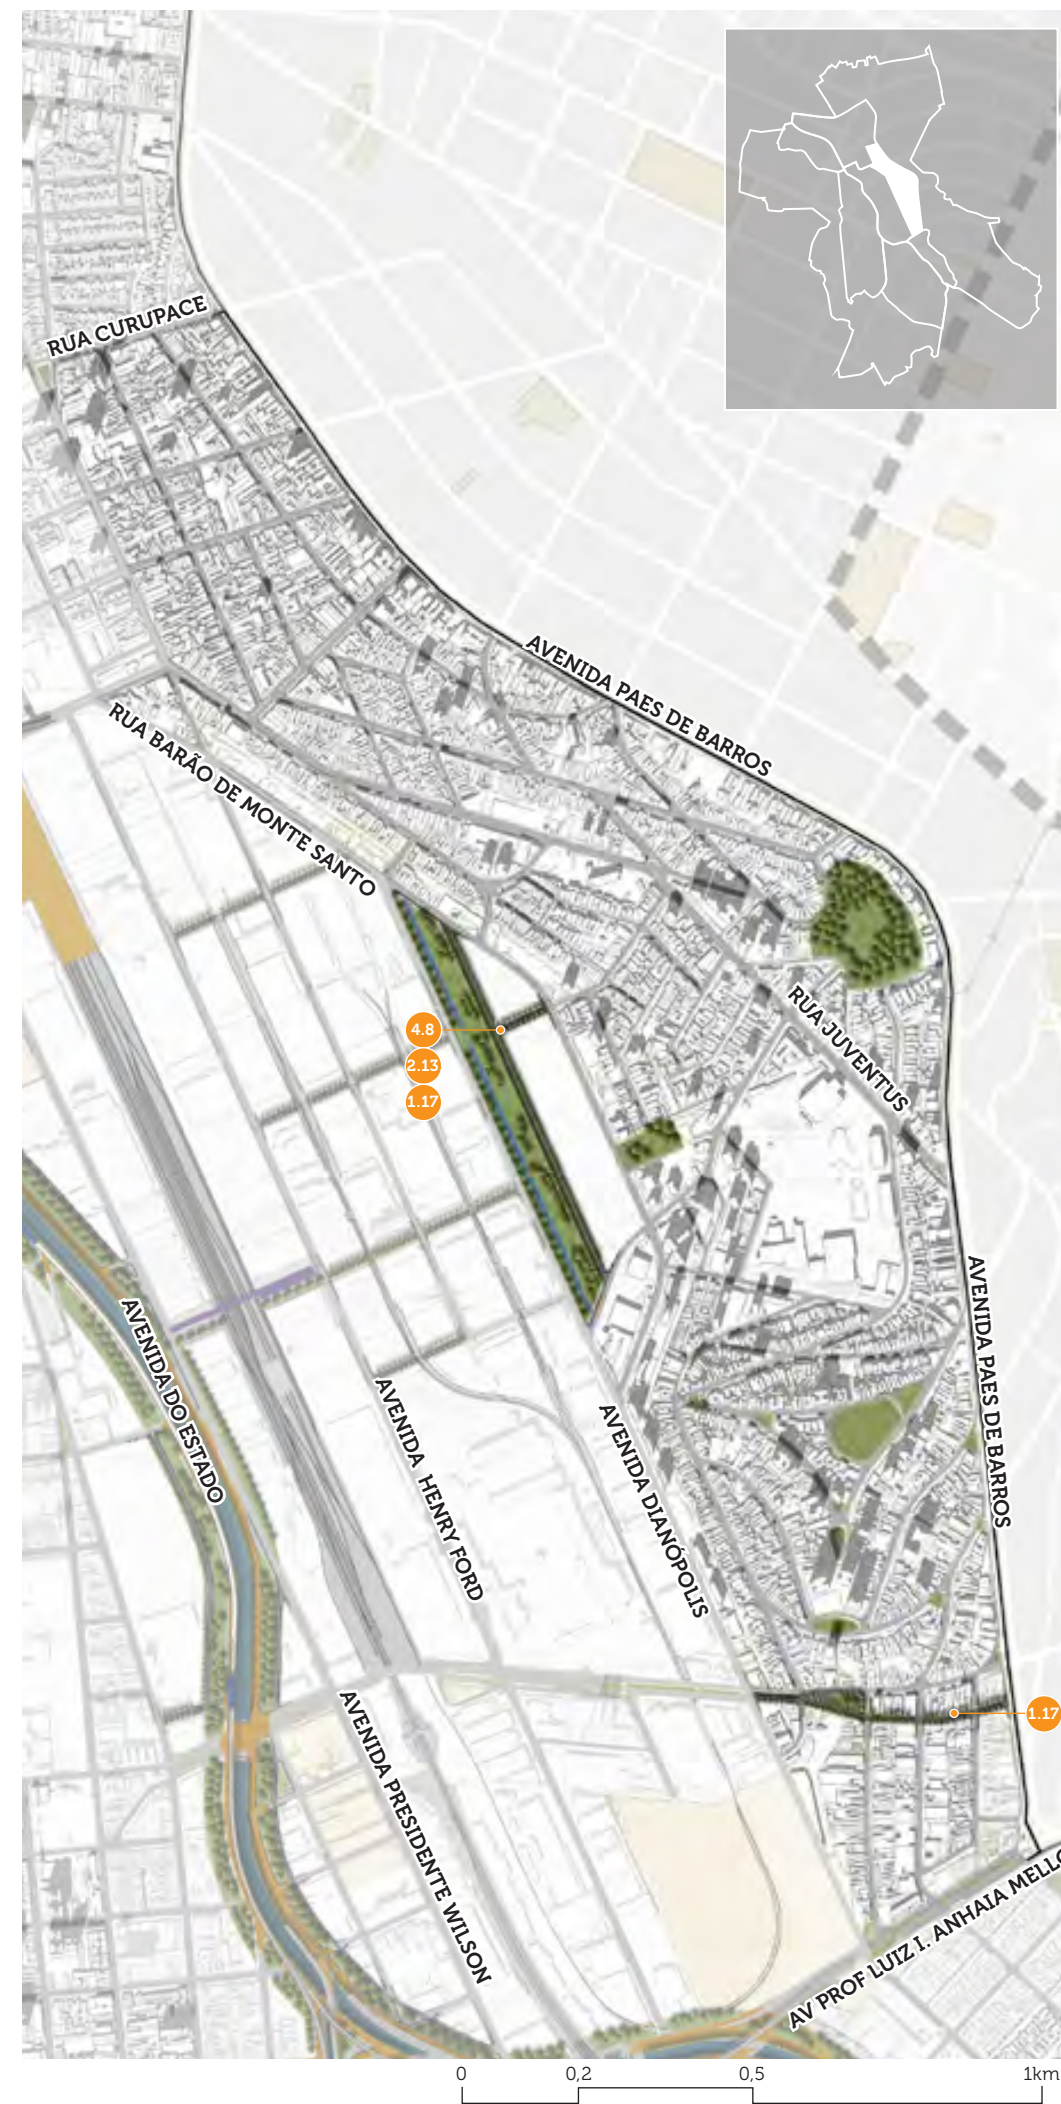 RUA CURUPACE
AVENIDA PAES DE BARROS
RUA BARÃO DE MONTE SANTO
RUA JUVENTUS
4.8
2.13
1.17
AVENIDA PAES DE BARROS
AVENIDA DO ESTADO
AVENIDA HENRY FORD
AVENIDA DIANÓPOLIS
AVENIDA PRESIDENTE WILSON
1.17
AV PROF LUIZ I. ANHAIA MELLO
0 0,2 0,5 1km